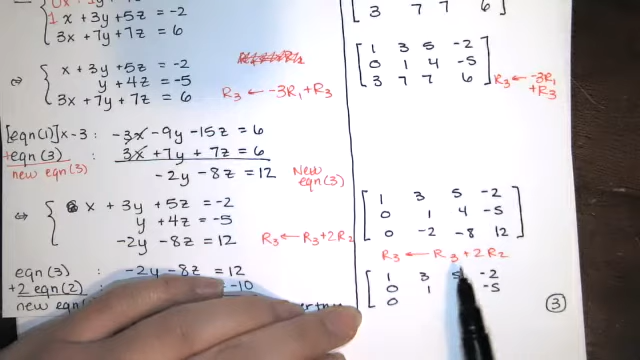 1 x + 3y + 5z = -2
3x + 7y + 7z = 6
3 7 7 6
⇔ { x + 3y + 5z = -2
y + 4z = -5
3x + 7y + 7z = 6
R3 ← -3R1 + R3
1 3 5 -2
0 1 4 -5
3 7 7 6
R3 ← -3R1
+ R3
[eqn(1)] x -3 : -3x - 9y - 15z = 6
+eqn(3) : 3x + 7y + 7z = 6
new eqn(3) -2y - 8z = 12
New
eqn(3)
⇔ { x + 3y + 5z = -2
y + 4z = -5
-2y - 8z = 12
R3 ← R3 + 2R2
1 3 5 -2
0 1 4 -5
0 -2 -8 12
R3 ← R3 + 2R2
eqn(3) : -2y - 8z = 12
+2 eqn(2) : = -10
new eqn(3)
1 3 5 -2
0 1 -5
0
3